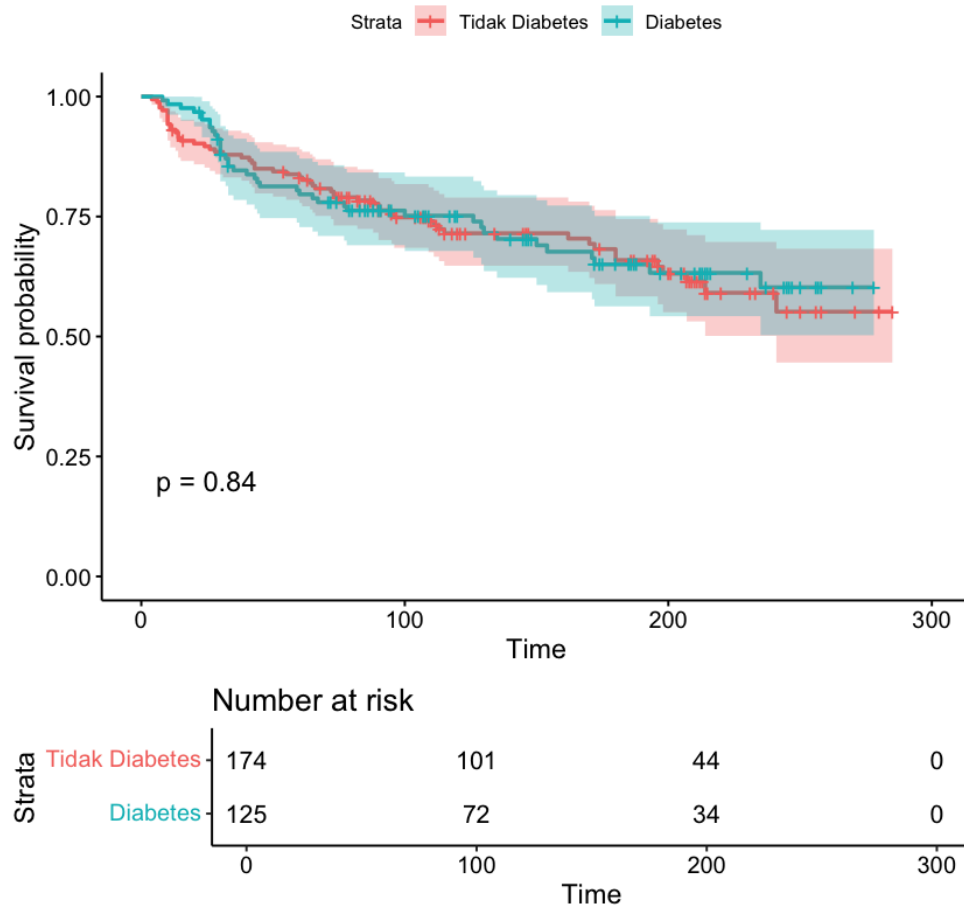 Strata Tidak Diabetes Diabetes
1.00
0.75
0.50
0.25
0.00
Survival probability
p = 0.84
0 100 200 300
Time
Number at risk
Strata
Tidak Diabetes 174 101 44 0
Diabetes 125 72 34 0
0 100 200 300
Time